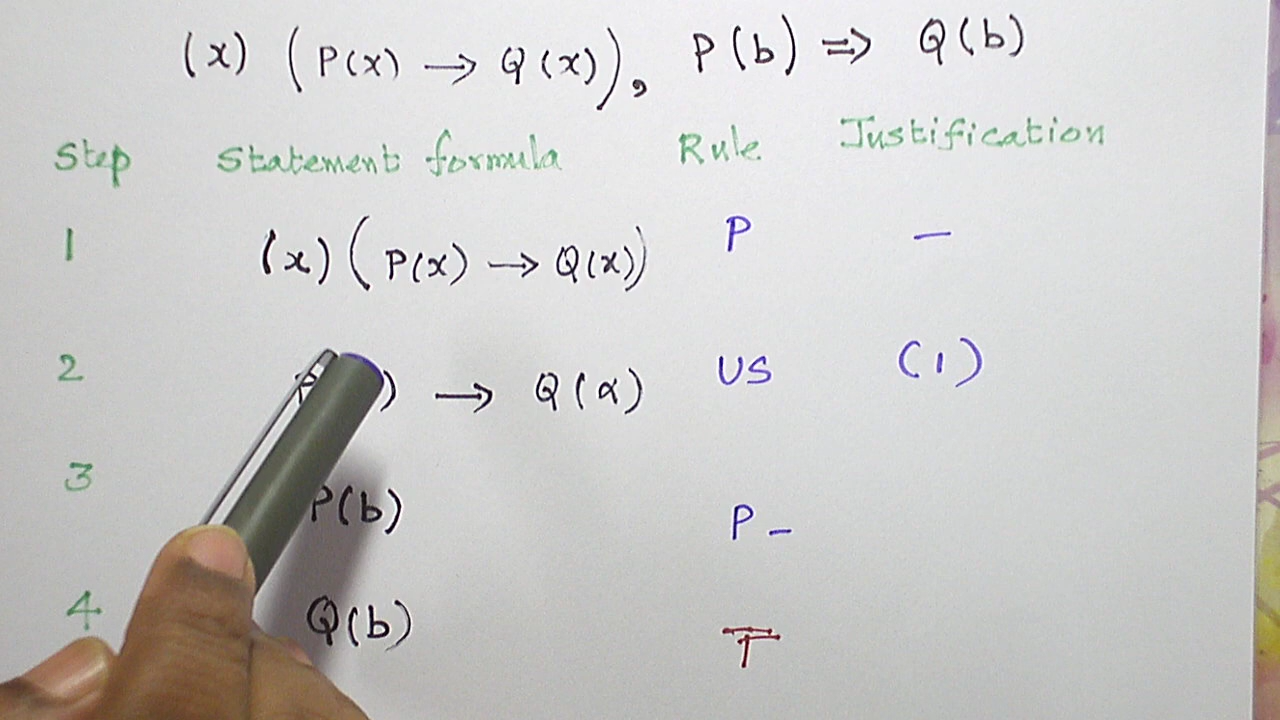 (x) (P(x) → Q(x)), P(b) ⇒ Q(b)
Step Statement formula Rule Justification
1 (x) (P(x) → Q(x)) P —
2 ) → Q(α) US (1)
3 P(b) P –
4 Q(b) T